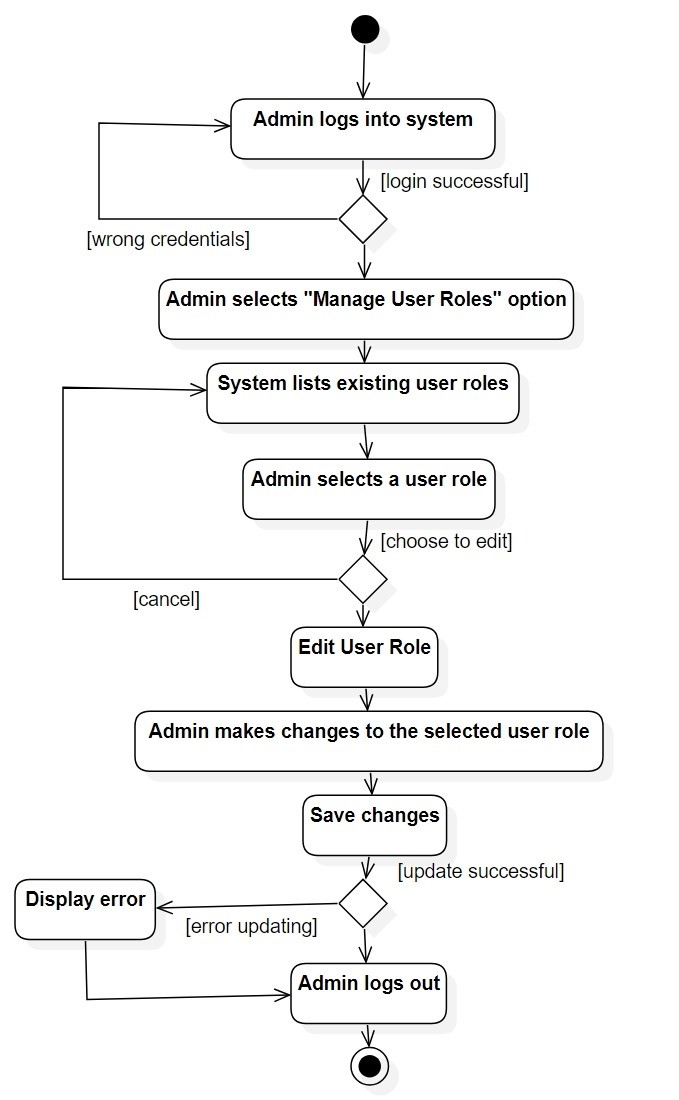 Admin logs into system
[login successful]
[wrong credentials]
Admin selects "Manage User Roles" option
System lists existing user roles
Admin selects a user role
[choose to edit]
[cancel]
Edit User Role
Admin makes changes to the selected user role
Save changes
[update successful]
Display error
[error updating]
Admin logs out